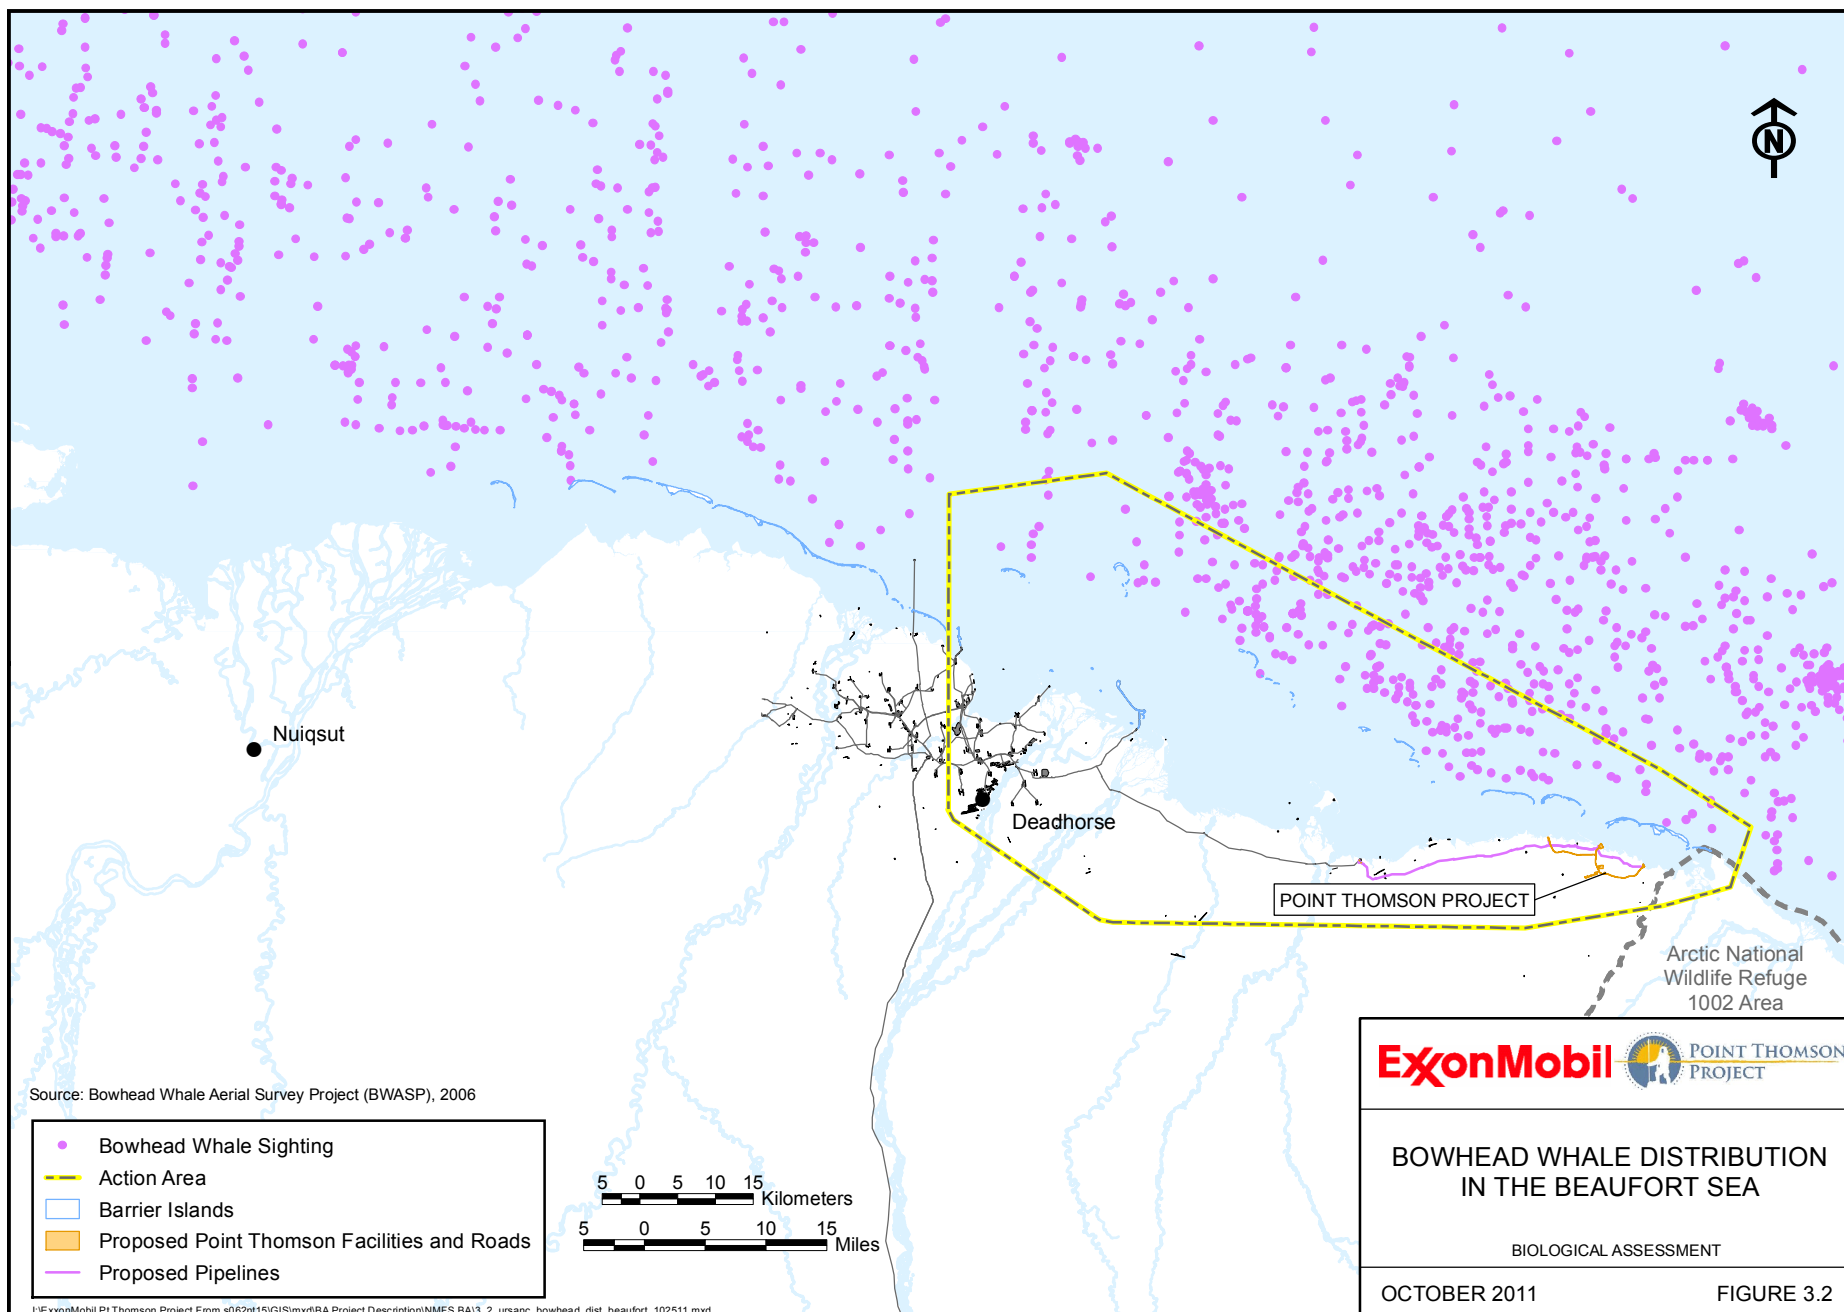 N
Nuiqsut
Deadhorse
POINT THOMSON PROJECT
Arctic National
Wildlife Refuge
1002 Area
Source: Bowhead Whale Aerial Survey Project (BWASP), 2006
Bowhead Whale Sighting
Action Area
Barrier Islands
Proposed Point Thomson Facilities and Roads
Proposed Pipelines
5 0 5 10 15
Kilometers
5 0 5 10 15
Miles
ExxonMobil
POINT THOMSON
PROJECT
BOWHEAD WHALE DISTRIBUTION
IN THE BEAUFORT SEA
BIOLOGICAL ASSESSMENT
OCTOBER 2011 FIGURE 3.2